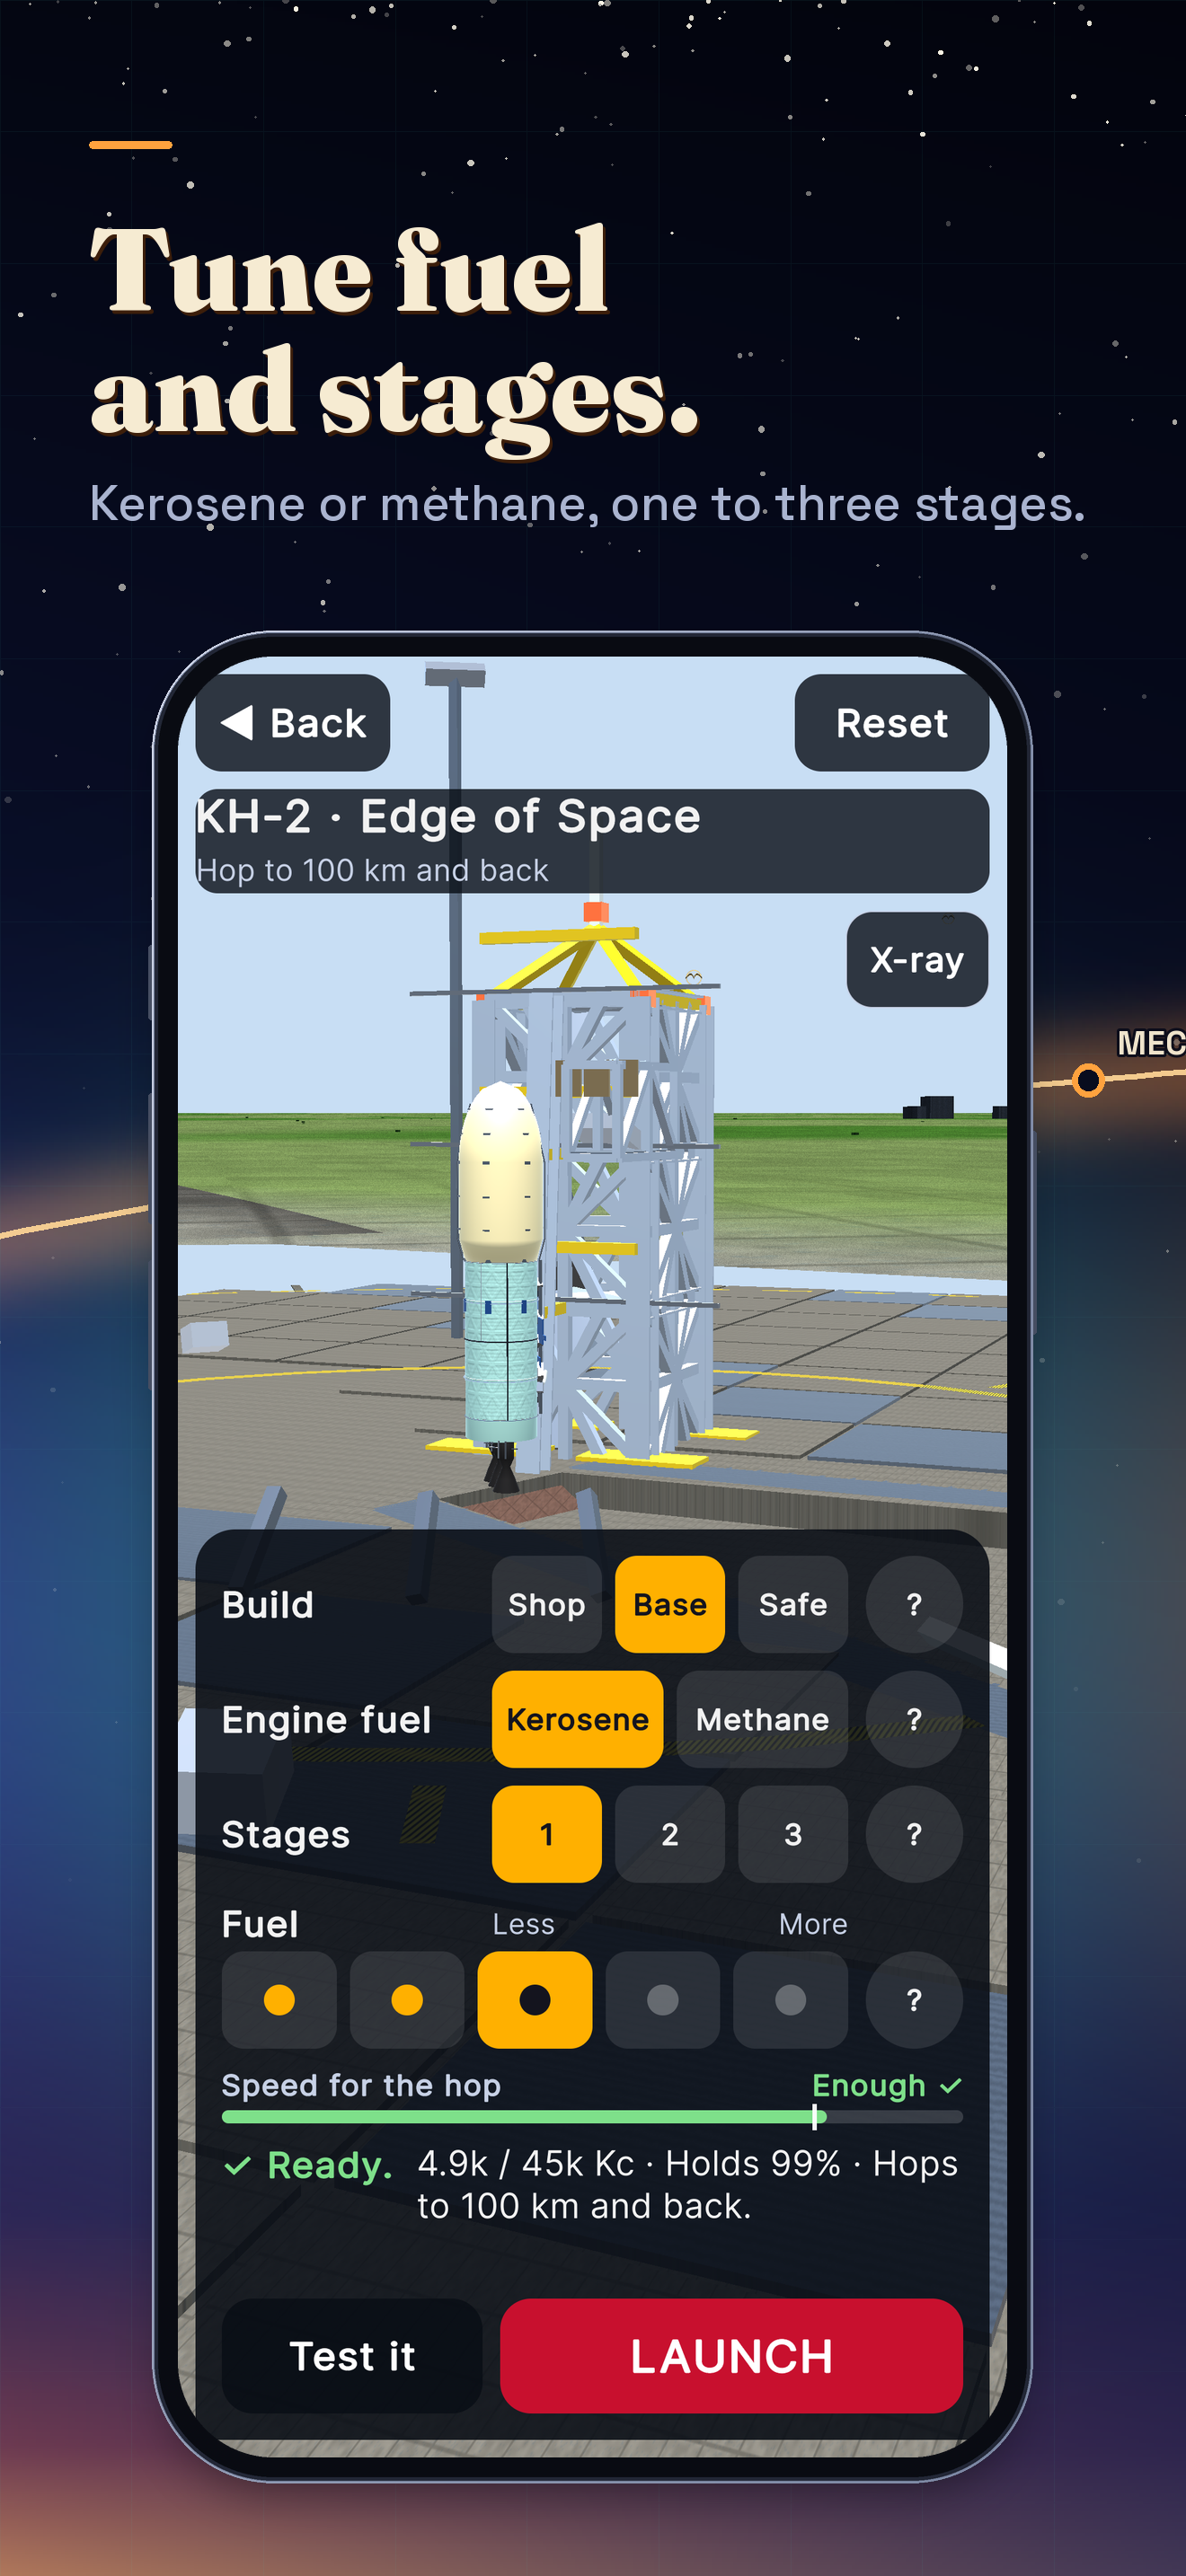 Tune fuel
and stages.
Kerosene or methane, one to three stages.
◀ Back
Reset
KH-2 · Edge of Space
Hop to 100 km and back
X-ray
MEC
Build
Shop
Base
Safe
?
Engine fuel
Kerosene
Methane
?
Stages
1
2
3
?
Fuel
Less
More
?
Speed for the hop
Enough ✓
✓ Ready.
4.9k / 45k Kc · Holds 99% · Hops
to 100 km and back.
Test it
LAUNCH